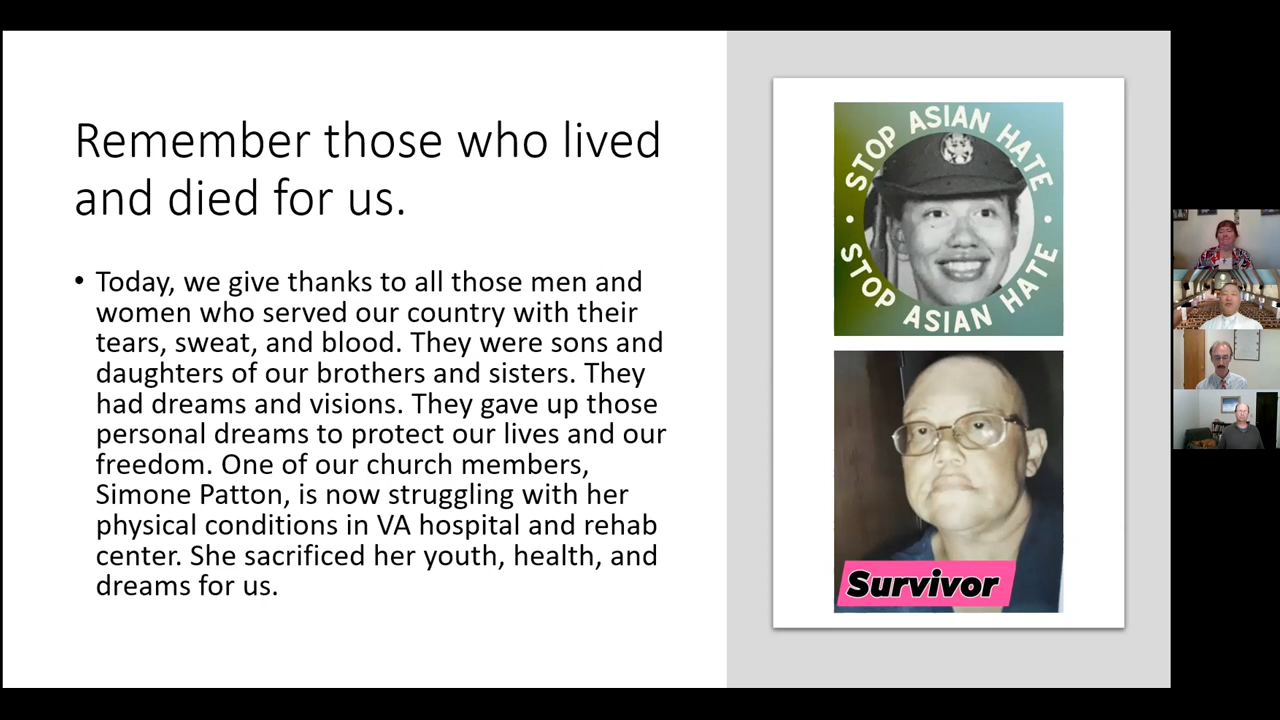 Remember those who lived
and died for us.
• Today, we give thanks to all those men and
women who served our country with their
tears, sweat, and blood. They were sons and
daughters of our brothers and sisters. They
had dreams and visions. They gave up those
personal dreams to protect our lives and our
freedom. One of our church members,
Simone Patton, is now struggling with her
physical conditions in VA hospital and rehab
center. She sacrificed her youth, health, and
dreams for us.
STOP ASIAN HATE
STOP ASIAN HATE
Survivor